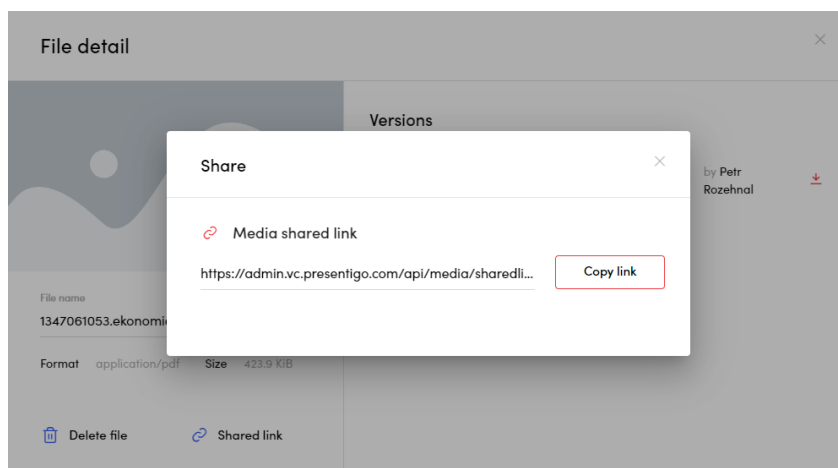 File detail
Versions
Share
by Petr
Rozehnal
Media shared link
https://admin.vc.presentigo.com/api/media/sharedli...
Copy link
File name
1347061053.ekonomi
Format application/pdf Size 423.9 KiB
Delete file Shared link